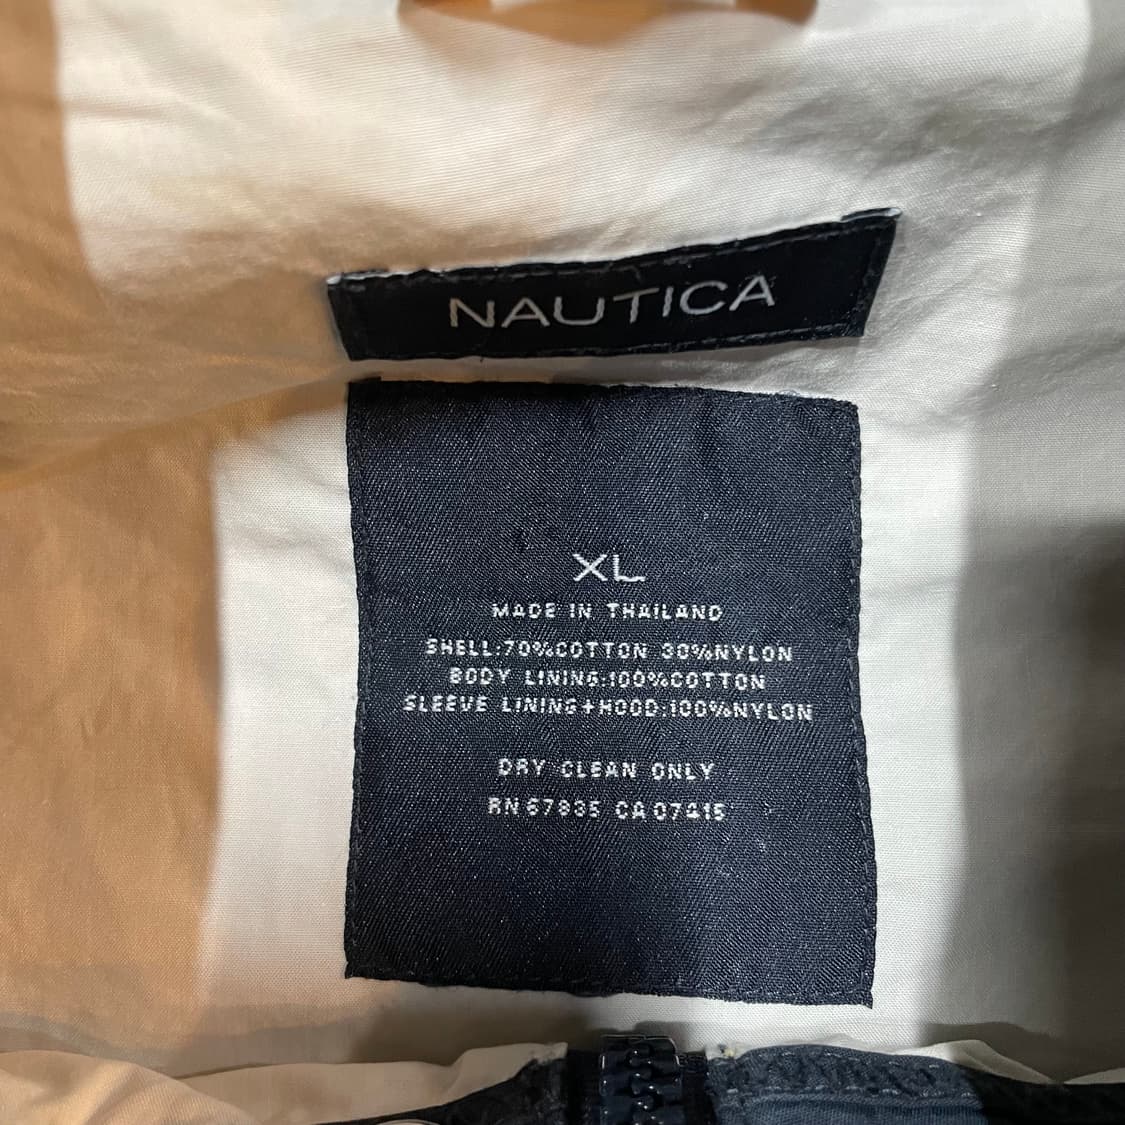 NAUTICA
XL
MADE IN THAILAND
SHELL:70%COTTON 30%NYLON
BODY LINING:100%COTTON
SLEEVE LINING+HOOD:100%NYLON
DRY CLEAN ONLY
RN 67835 CA 07415